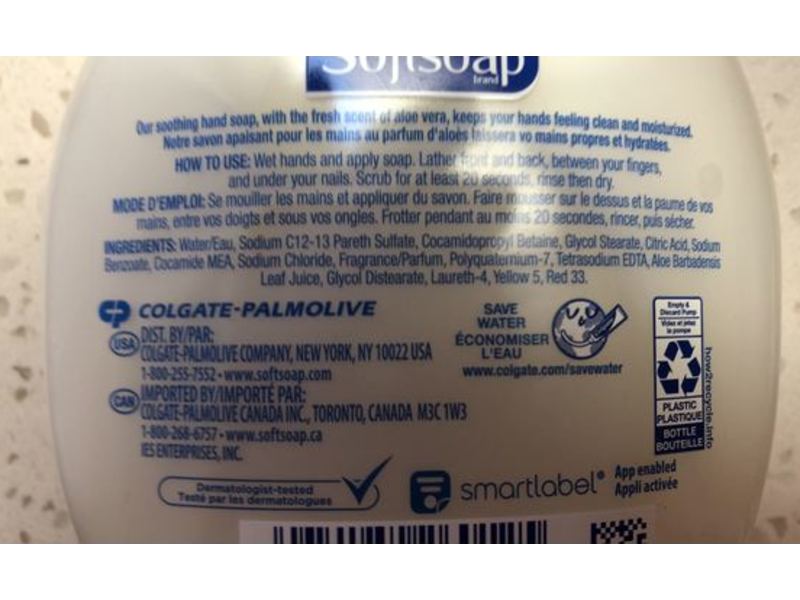 Softsoap
brand
Our soothing hand soap, with the fresh scent of aloe vera, keeps your hands feeling clean and moisturized.
Notre savon apaisant pour les mains au parfum d'aloès laissera vo mains propres et hydratées.
HOW TO USE: Wet hands and apply soap. Lather front and back, between your fingers,
and under your nails. Scrub for at least 20 seconds, rinse then dry.
MODE D'EMPLOI: Se mouiller les mains et appliquer du savon. Faire mousser sur le dessus et la paume de vos
mains, entre vos doigts et sous vos ongles. Frotter pendant au moins 20 secondes, rincer, puis sécher.
INGREDIENTS: Water/Eau, Sodium C12-13 Pareth Sulfate, Cocamidopropyl Betaine, Glycol Stearate, Citric Acid, Sodium
Benzoate, Cocamide MEA, Sodium Chloride, Fragrance/Parfum, Polyquaternium-7, Tetrasodium EDTA, Aloe Barbadensis
Leaf Juice, Glycol Distearate, Laureth-4, Yellow 5, Red 33.
COLGATE-PALMOLIVE
USA
DIST. BY/PAR:
COLGATE-PALMOLIVE COMPANY, NEW YORK, NY 10022 USA
1-800-255-7552 • www.softsoap.com
CAN
IMPORTED BY/IMPORTÉ PAR:
COLGATE-PALMOLIVE CANADA INC., TORONTO, CANADA M3C 1W3
1-800-268-6757 • www.softsoap.ca
IES ENTERPRISES, INC.
SAVE
WATER
ÉCONOMISER
L'EAU
www.colgate.com/savewater
Empty &
Discard Pump
Videz et jetez
la pompe
PLASTIC
PLASTIQUE
BOTTLE
BOUTEILLE
how2recycle.info
Dermatologist-tested
Testé par les dermatologues
smartlabel®
App enabled
Appli activée